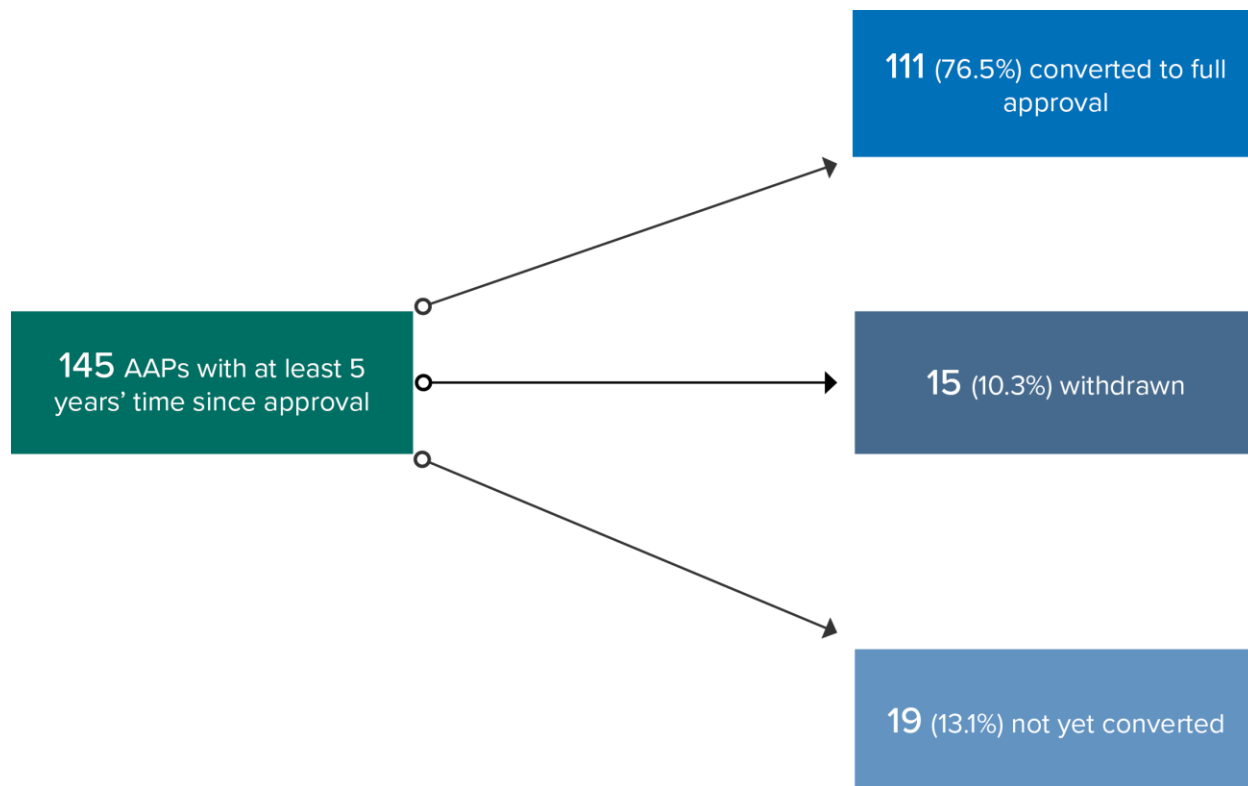 111 (76.5%) converted to full
approval
145 AAPs with at least 5
years’ time since approval
15 (10.3%) withdrawn
19 (13.1%) not yet converted